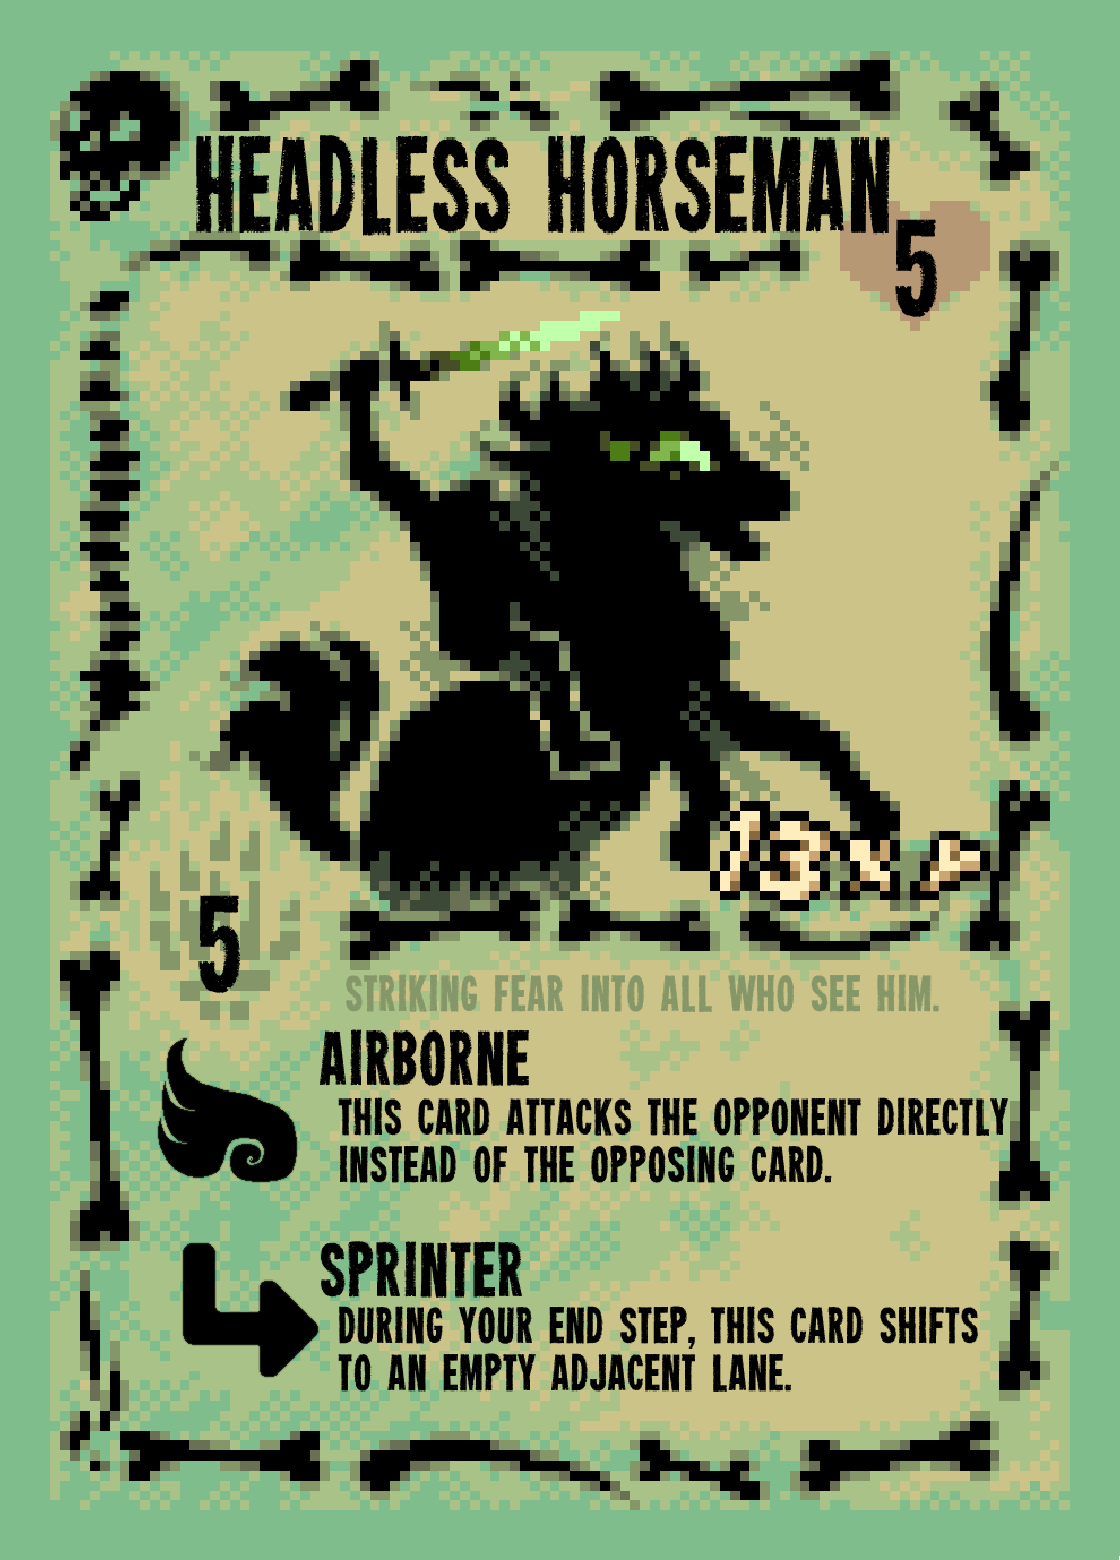 HEADLESS HORSEMAN
5
13X
5
STRIKING FEAR INTO ALL WHO SEE HIM.
AIRBORNE
THIS CARD ATTACKS THE OPPONENT DIRECTLY
INSTEAD OF THE OPPOSING CARD.
SPRINTER
DURING YOUR END STEP, THIS CARD SHIFTS
TO AN EMPTY ADJACENT LANE.